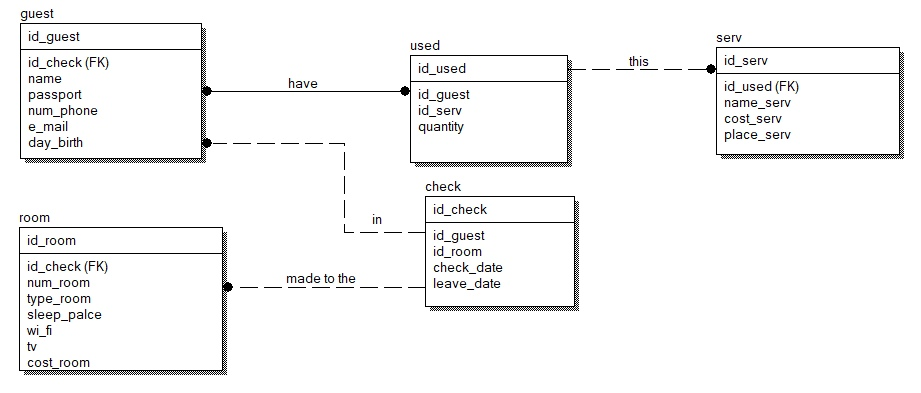 guest
id_guest
id_check (FK)
name
passport
num_phone
e_mail
day_birth
have
used
id_used
id_guest
id_serv
quantity
this
serv
id_serv
id_used (FK)
name_serv
cost_serv
place_serv
in
check
id_check
id_guest
id_room
check_date
leave_date
made to the
room
id_room
id_check (FK)
num_room
type_room
sleep_palce
wi_fi
tv
cost_room